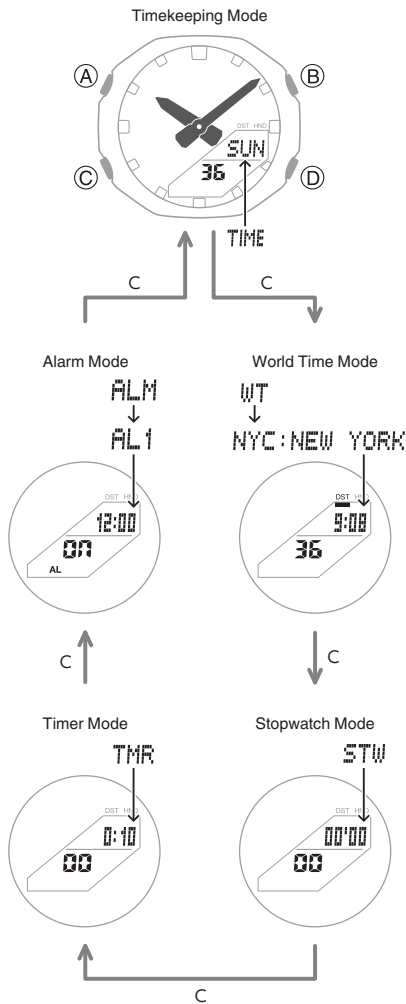 Timekeeping Mode
A
B
DST HND
SUN
C
D
36
TIME
C
C
Alarm Mode
World Time Mode
ALM
WT
AL1
NYC:NEW YORK
DST HND
DST HND
12:00
9:08
ON
36
AL
C
C
Timer Mode
Stopwatch Mode
TMR
STW
DST HND
DST HND
0:10
00'00
00
00
C